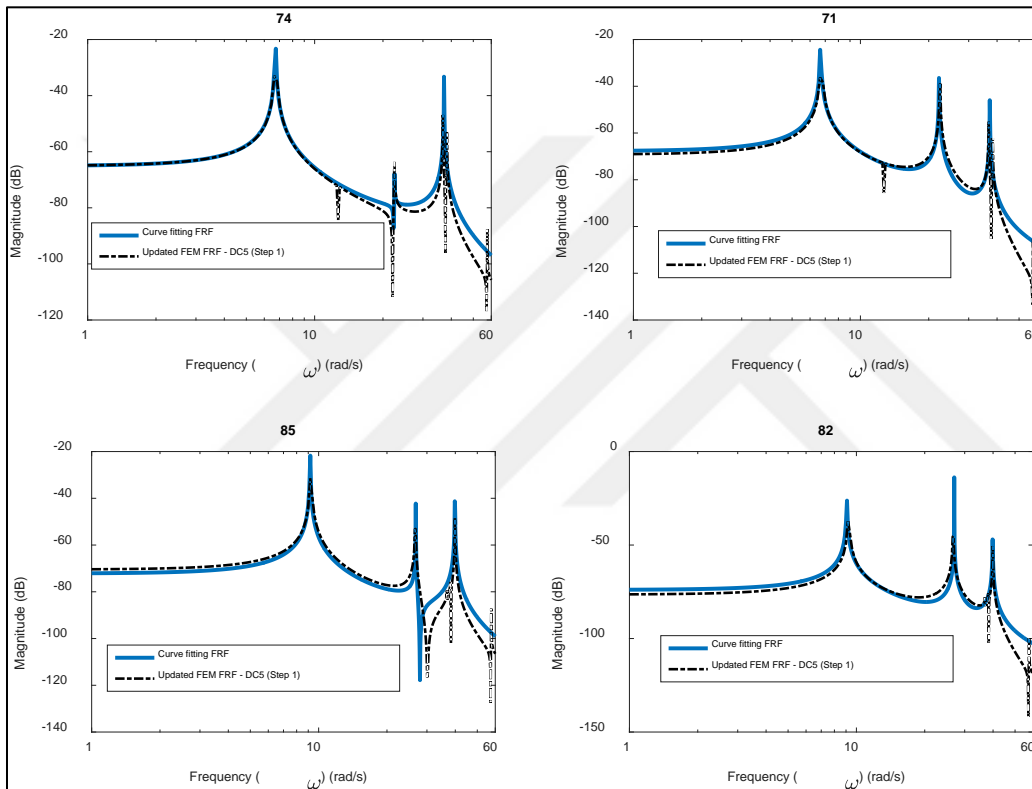 74
-20
-40
-60
-80
-100
-120
Magnitude (dB)
Curve fitting FRF
Updated FEM FRF - DC5 (Step 1)
1
10
60
Frequency ( ω) (rad/s)
71
-20
-40
-60
-80
-100
-120
-140
Magnitude (dB)
Curve fitting FRF
Updated FEM FRF - DC5 (Step 1)
1
10
60
Frequency ( ω) (rad/s)
85
-20
-40
-60
-80
-100
-120
-140
Magnitude (dB)
Curve fitting FRF
Updated FEM FRF - DC5 (Step 1)
1
10
60
Frequency ( ω) (rad/s)
82
0
-50
-100
-150
Magnitude (dB)
Curve fitting FRF
Updated FEM FRF - DC5 (Step 1)
1
10
60
Frequency ( ω) (rad/s)